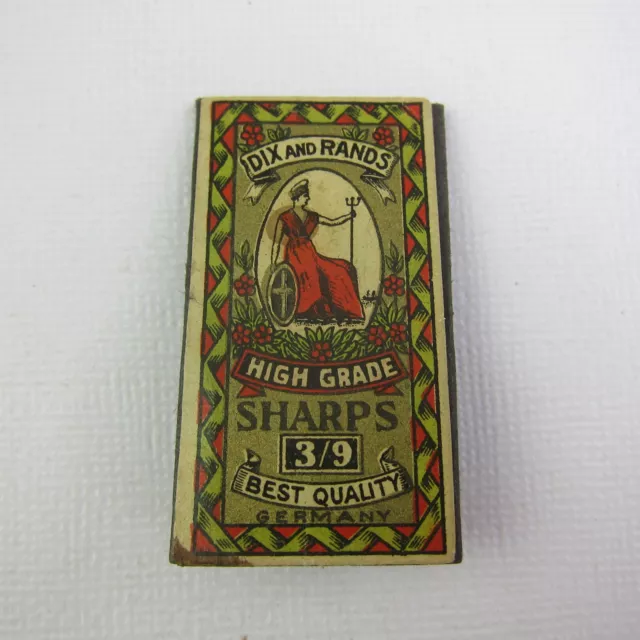 DIX AND RANDS
HIGH GRADE
SHARPS
3/9
BEST QUALITY
GERMANY